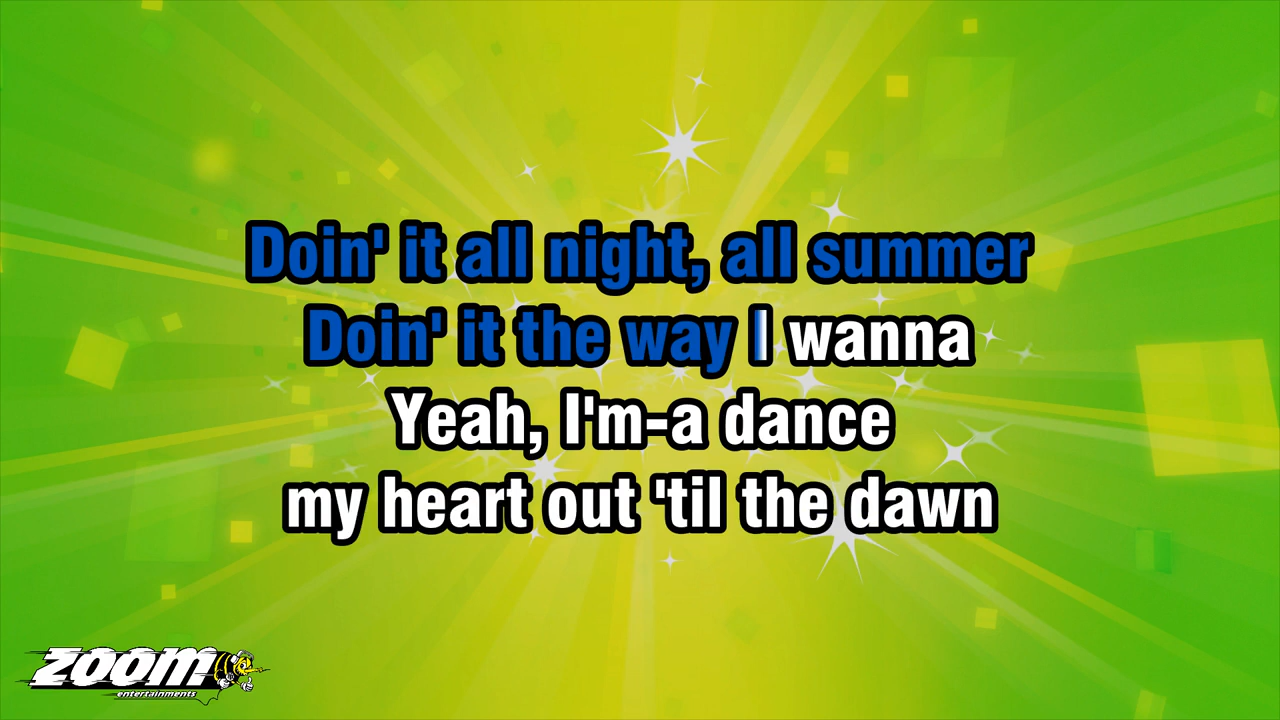 Doin' it all night, all summer
Doin' it the way I wanna
Yeah, I'm-a dance
my heart out 'til the dawn
ZOOM
entertainments